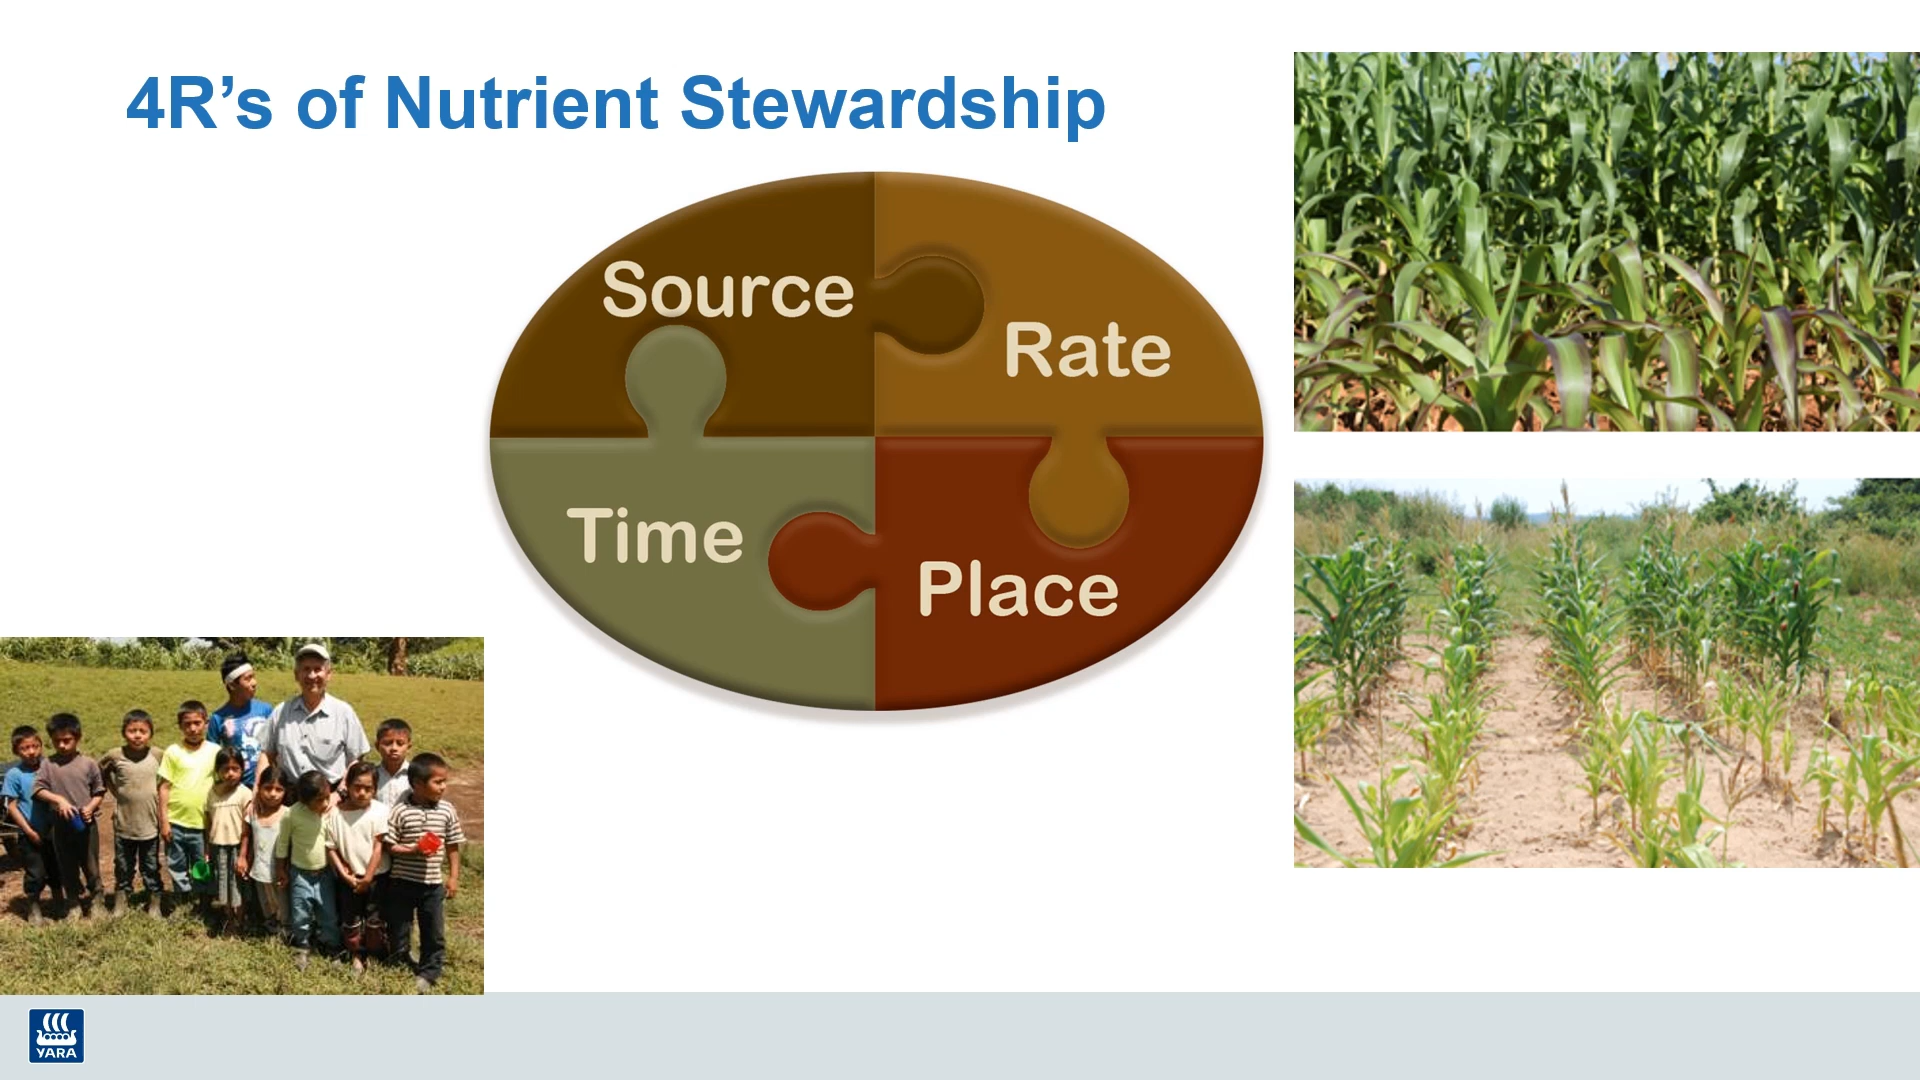 4R’s of Nutrient Stewardship
Source
Rate
Time
Place
YARA